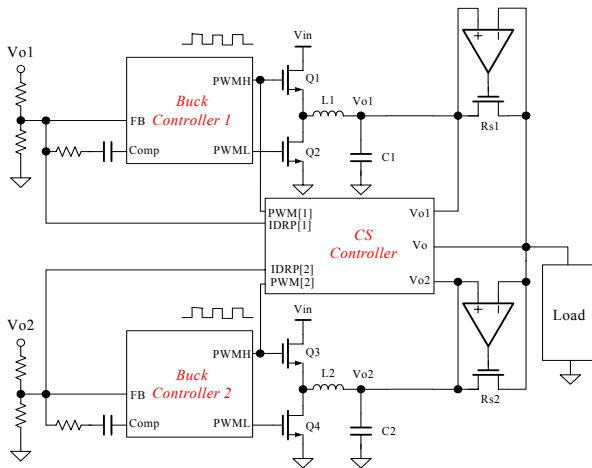 Vo1
Buck
Controller 1
PWMH
FB
Comp
PWML
Vin
Q1
Q2
L1
Vo1
C1
+
−
Rs1
PWM[1]
IDRP[1]
CS
Controller
IDRP[2]
PWM[2]
Vo1
Vo
Vo2
Load
Vo2
Buck
Controller 2
PWMH
FB
Comp
PWML
Vin
Q3
Q4
L2
Vo2
C2
+
−
Rs2